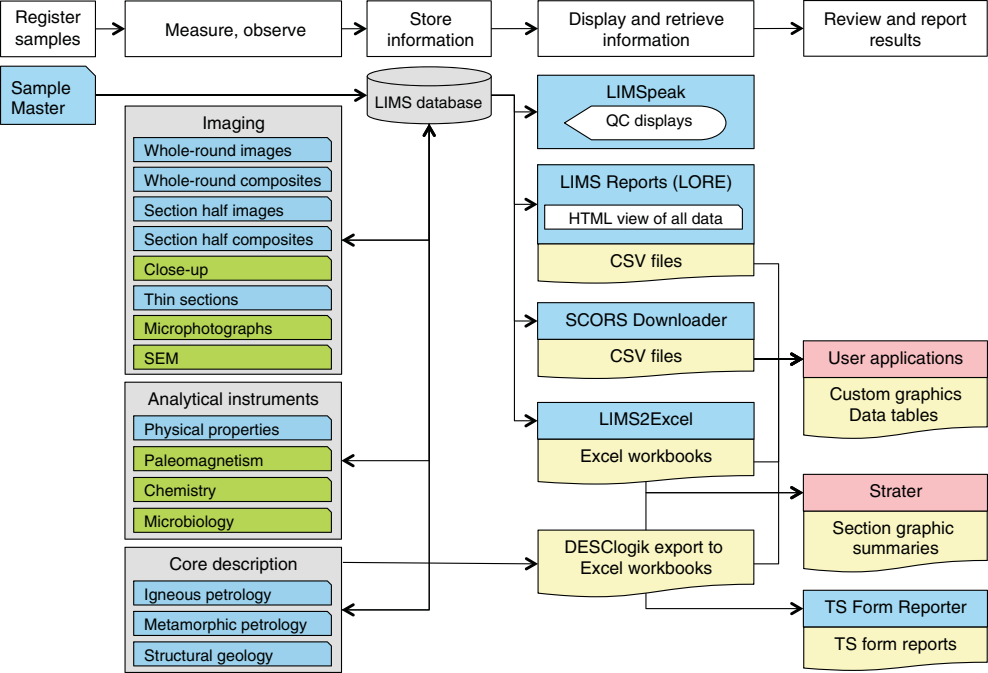 Register
samples
Measure, observe
Store
information
Display and retrieve
information
Review and report
results
Sample
Master
LIMS database
Imaging
Whole-round images
Whole-round composites
Section half images
Section half composites
Close-up
Thin sections
Microphotographs
SEM
Analytical instruments
Physical properties
Paleomagnetism
Chemistry
Microbiology
Core description
Igneous petrology
Metamorphic petrology
Structural geology
LIMSpeak
QC displays
LIMS Reports (LORE)
HTML view of all data
CSV files
SCORS Downloader
CSV files
LIMS2Excel
Excel workbooks
DESClogik export to
Excel workbooks
User applications
Custom graphics
Data tables
Strater
Section graphic
summaries
TS Form Reporter
TS form reports